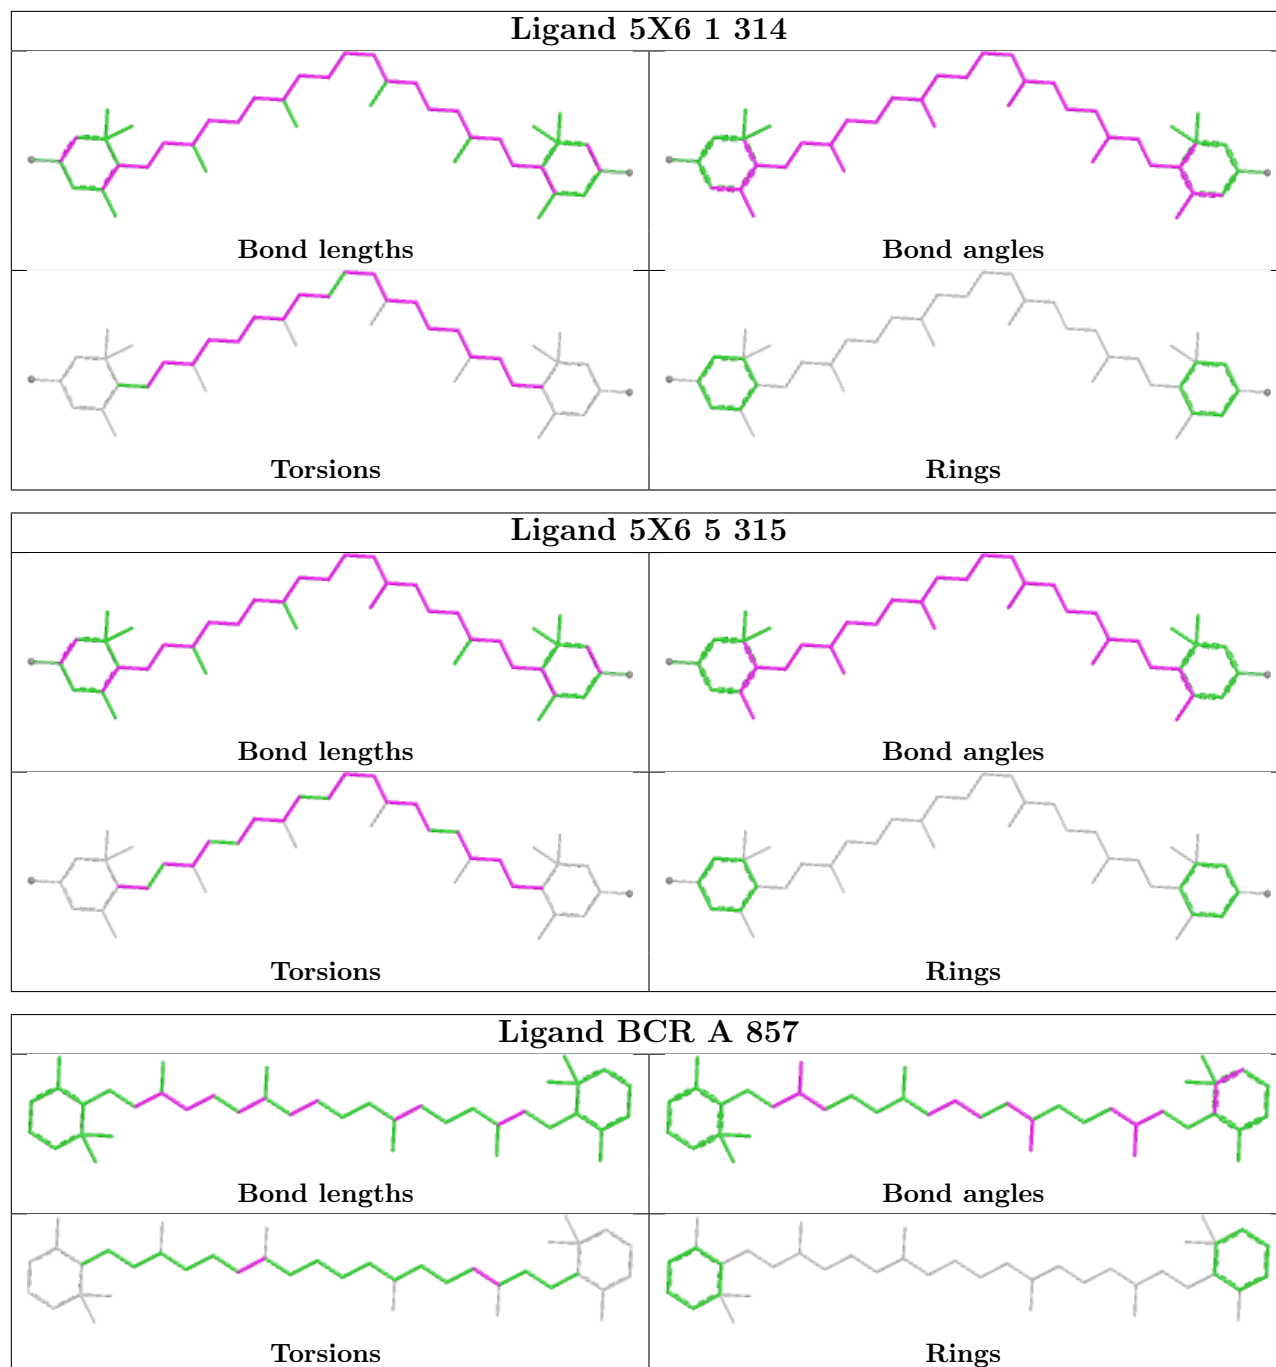 Ligand 5X6 1 314
Bond lengths
Bond angles
Torsions
Rings
Ligand 5X6 5 315
Bond lengths
Bond angles
Torsions
Rings
Ligand BCR A 857
Bond lengths
Bond angles
Torsions
Rings